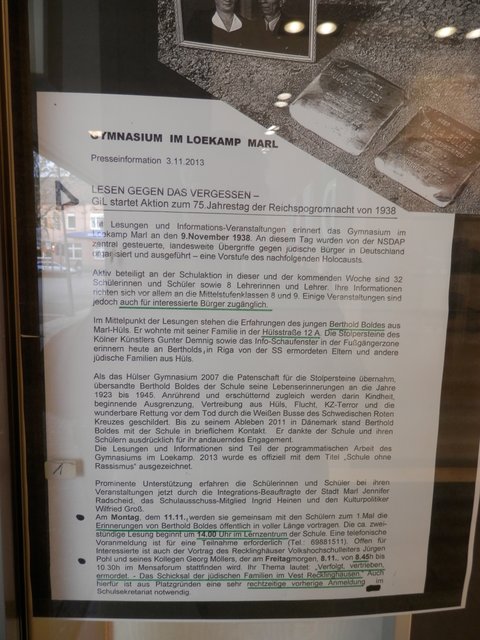 GYMNASIUM IM LOEKAMP MARL
Presseinformation 3.11.2013
LESEN GEGEN DAS VERGESSEN –
GiL startet Aktion zum 75.Jahrestag der Reichspogromnacht von 1938
Lesungen und Informations-Veranstaltungen erinnert das Gymnasium im
Loekamp Marl an den 9.November 1938. An diesem Tag wurden von der NSDAP
zentral gesteuerte, landesweite Übergriffe gegen jüdische Bürger in Deutschland
organisiert und ausgeführt – eine Vorstufe des nachfolgenden Holocausts.
Aktiv beteiligt an der Schulaktion in dieser und der kommenden Woche sind 32
Schülerinnen und Schüler sowie 8 Lehrerinnen und Lehrer. Ihre Informationen
richten sich vor allem an die Mittelstufenklassen 8 und 9. Einige Veranstaltungen sind
jedoch auch für interessierte Bürger zugänglich.
Im Mittelpunkt der Lesungen stehen die Erfahrungen des jungen Berthold Boldes aus
Marl-Hüls. Er wohnte mit seiner Familie in der Hülsstraße 12 A. Die Stolpersteine des
Kölner Künstlers Gunter Demnig sowie das Info-Schaufenster in der Fußgängerzone
erinnern heute an Bertholds, in Riga von der SS ermordeten Eltern und andere
jüdische Familien aus Hüls.
Als das Hülser Gymnasium 2007 die Patenschaft für die Stolpersteine übernahm,
übersandte Berthold Boldes der Schule seine Lebenserinnerungen an die Jahre
1923 bis 1945. Anrührend und erschütternd zugleich werden darin Kindheit,
beginnende Ausgrenzung, Vertreibung aus Hüls, Flucht, KZ-Terror und die
wunderbare Rettung vor dem Tod durch die Weißen Busse des Schwedischen Roten
Kreuzes geschildert. Bis zu seinem Ableben 2011 in Dänemark stand Berthold
Boldes mit der Schule in brieflichem Kontakt. Er dankte der Schule und ihren
Schülern ausdrücklich für ihr andauerndes Engagement.
Die Lesungen und Informationen sind Teil der programmatischen Arbeit des
Gymnasiums im Loekamp. 2013 wurde es offiziell mit dem Titel „Schule ohne
Rassismus“ ausgezeichnet.
Prominente Unterstützung erfahren die Schülerinnen und Schüler bei ihren
Veranstaltungen jetzt durch die Integrations-Beauftragte der Stadt Marl Jennifer
Radscheid, das Schulausschuss-Mitglied Ingrid Heinen und den Kulturpolitiker
Wilfried Groß.
Am Montag, dem 11.11., werden sie gemeinsam mit den Schülern zum 1.Mal die
Erinnerungen von Berthold Boldes öffentlich in voller Länge vortragen. Die ca. zwei-
stündige Lesung beginnt um 14.00 Uhr im Lernzentrum der Schule. Eine telefonische
Voranmeldung ist für eine Teilnahme erforderlich (Tel.: 69881511). Offen für
Interessierte ist auch der Vortrag des Recklinghäuser Volkshochschulleiters Jürgen
Pohl und seines Kollegen Georg Möllers, der am Freitagmorgen, 8.11., von 8.45h bis
10.30h im Mensaforum stattfinden wird. Ihr Thema lautet: „Verfolgt, vertrieben,
ermordet. - Das Schicksal der jüdischen Familien im Vest Recklinghausen.“ Auch
hierfür ist aus Platzgründen eine sehr rechtzeitige vorherige Anmeldung im
Schulsekretariat notwendig.